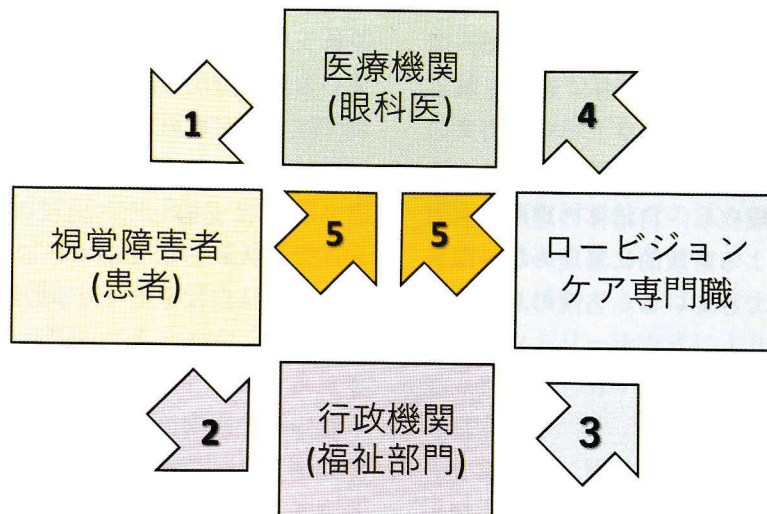 医療機関
(眼科医)
1
4
視覚障害者
(患者)
5
5
ロービジョン
ケア専門職
2
行政機関
(福祉部門)
3